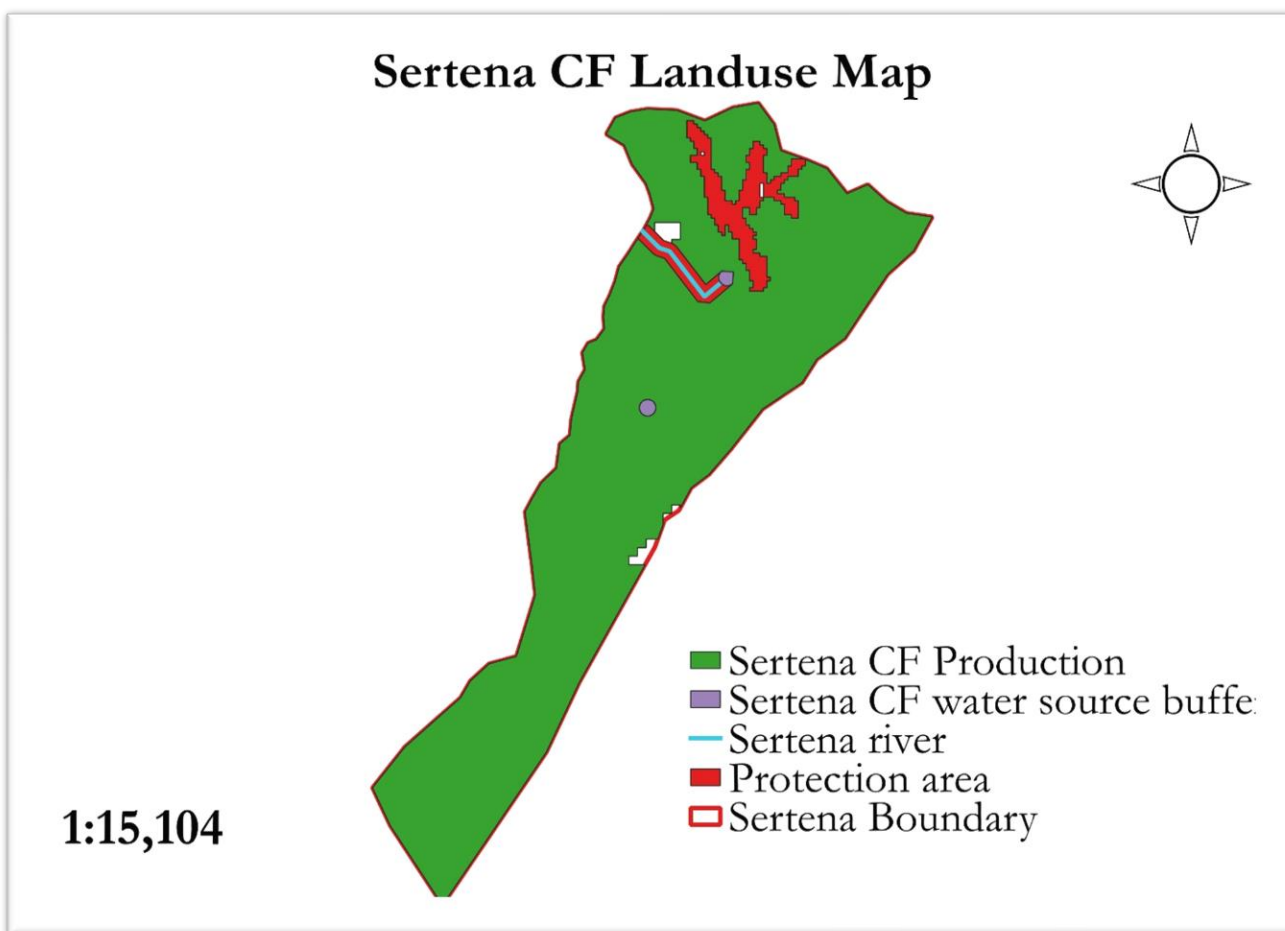 Sertena CF Landuse Map
Sertena CF Production
Sertena CF water source buffe
Sertena river
Protection area
Sertena Boundary
1:15,104